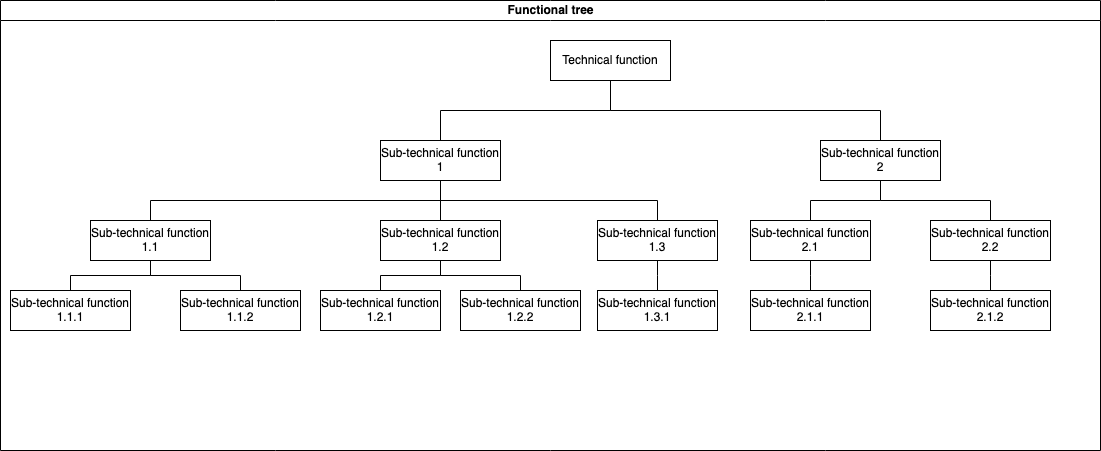 Functional tree
Technical function
Sub-technical function
1
Sub-technical function
2
Sub-technical function
1.1
Sub-technical function
1.2
Sub-technical function
1.3
Sub-technical function
2.1
Sub-technical function
2.2
Sub-technical function
1.1.1
Sub-technical function
1.1.2
Sub-technical function
1.2.1
Sub-technical function
1.2.2
Sub-technical function
1.3.1
Sub-technical function
2.1.1
Sub-technical function
2.1.2